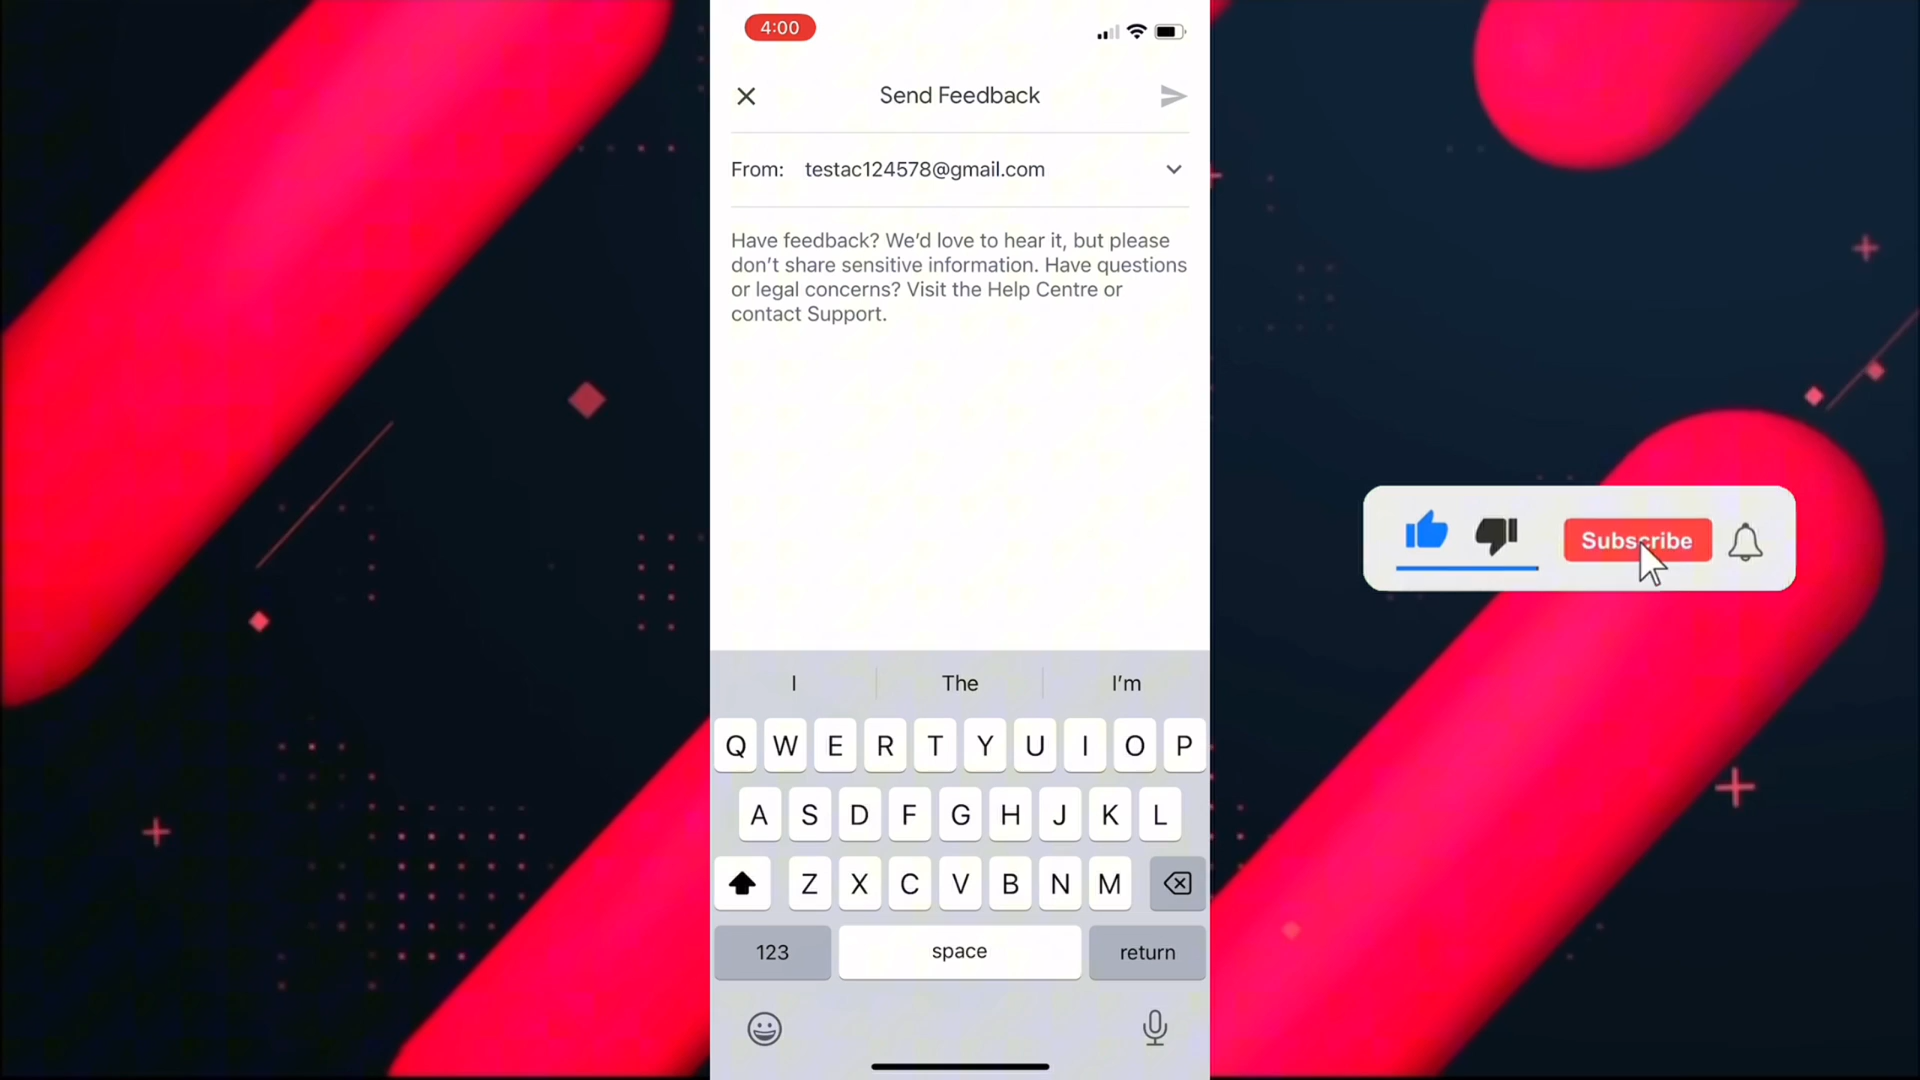 4:00
Send Feedback
From: testac124578@gmail.com
Have feedback? We'd love to hear it, but please
don't share sensitive information. Have questions
or legal concerns? Visit the Help Centre or
contact Support.
Subscribe
I The I'm
Q W E R T Y U I O P
A S D F G H J K L
Z X C V B N M
123 space return